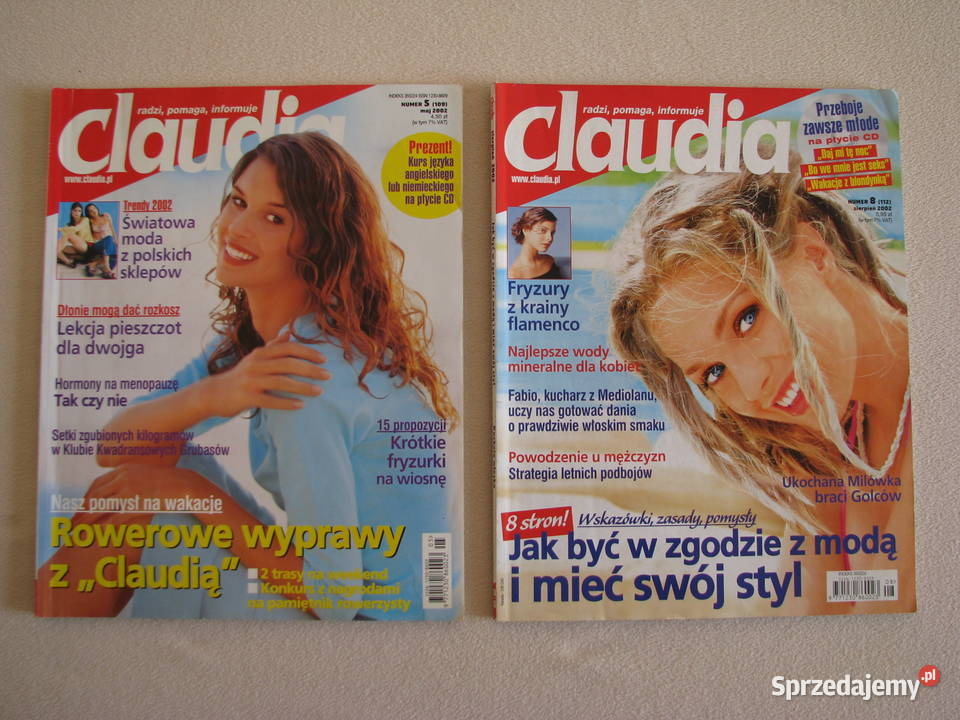 radzi, pomaga, informuje
Claudia
www.claudia.pl
NUMER 5 (109)
maj 2002
4,50 zł
(w tym 7% VAT)
Prezent!
Kurs języka
angielskiego
lub niemieckiego
na płycie CD
Trendy 2002
Światowa
moda
z polskich
sklepów
Dłonie mogą dać rozkosz
Lekcja pieszczot
dla dwojga
Hormony na menopauzę
Tak czy nie
Setki zgubionych kilogramów
w Klubie Kwadransowych Grubasów
15 propozycji
Krótkie
fryzurki
na wiosnę
Nasz pomysł na wakacje
Rowerowe wyprawy
z „Claudią”
2 trasy na weekend
Konkurs z nagrodami
na pamiętnik rowerzysty
radzi, pomaga, informuje
Claudia
www.claudia.pl
Przeboje
zawsze młode
na płycie CD
„Daj mi tę noc”
„Bo we mnie jest seks”
„Wakacje z blondynką”
NUMER 8 (112)
sierpień 2002
(w tym 7% VAT)
Fryzury
z krainy
flamenco
Najlepsze wody
mineralne dla kobiet
Fabio, kucharz z Mediolanu,
uczy nas gotować dania
o prawdziwie włoskim smaku
Powodzenie u mężczyzn
Strategia letnich podbojów
Ukochana Milówka
braci Golców
8 stron!
Wskazówki, zasady, pomysły
Jak być w zgodzie z modą
i mieć swój styl
Sprzedajemy.pl